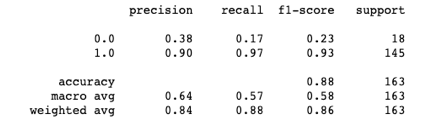 precision recall f1-score support
0.0 0.38 0.17 0.23 18
1.0 0.90 0.97 0.93 145
accuracy 0.88 163
macro avg 0.64 0.57 0.58 163
weighted avg 0.84 0.88 0.86 163